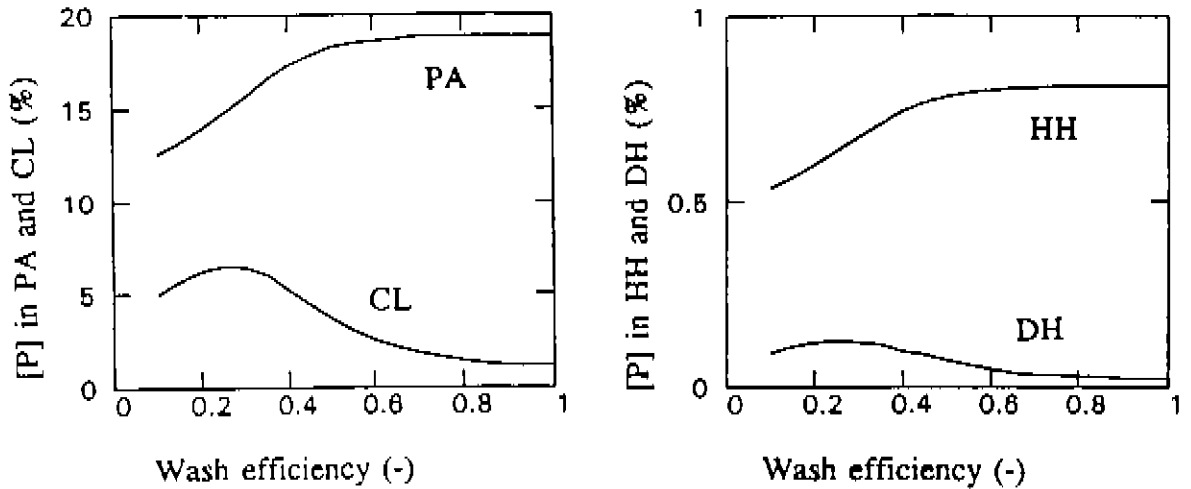 [P] in PA and CL (%)
20
15
10
5
0
PA
CL
0 0.2 0.4 0.6 0.8 1
Wash efficiency (-)
[P] in HH and DH (%)
1
0.5
0
HH
DH
0 0.2 0.4 0.6 0.8 1
Wash efficiency (-)